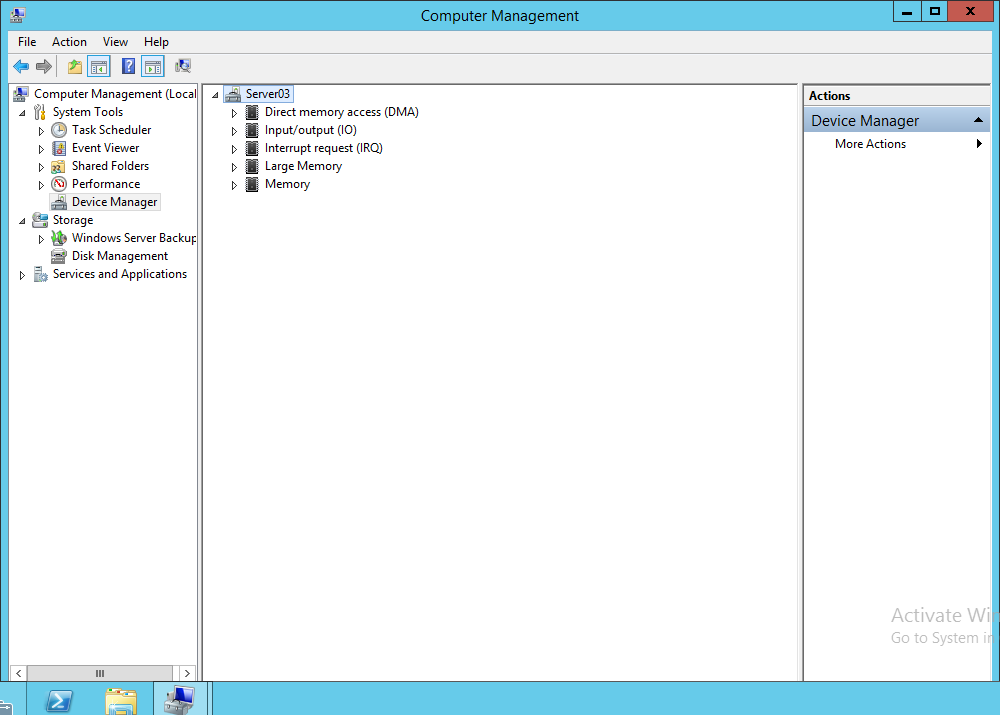 Computer Management
File Action View Help
Computer Management (Local
System Tools
Task Scheduler
Event Viewer
Shared Folders
Performance
Device Manager
Storage
Windows Server Backup
Disk Management
Services and Applications
Server03
Direct memory access (DMA)
Input/output (IO)
Interrupt request (IRQ)
Large Memory
Memory
Actions
Device Manager
More Actions
Activate Wi
Go to System in